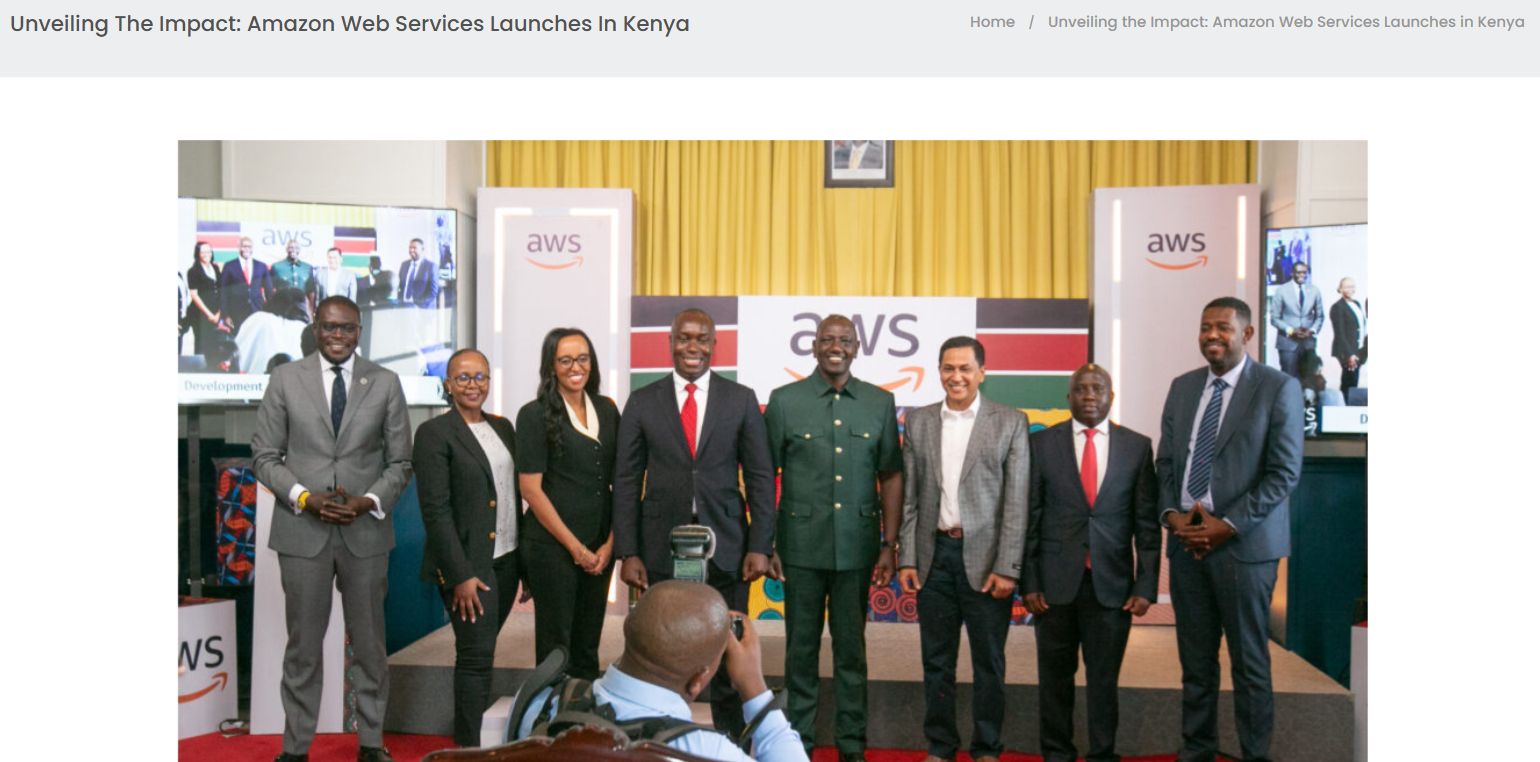 Unveiling The Impact: Amazon Web Services Launches In Kenya
Home / Unveiling the Impact: Amazon Web Services Launches in Kenya
aws
aws
aws
aws
Development
D
ws